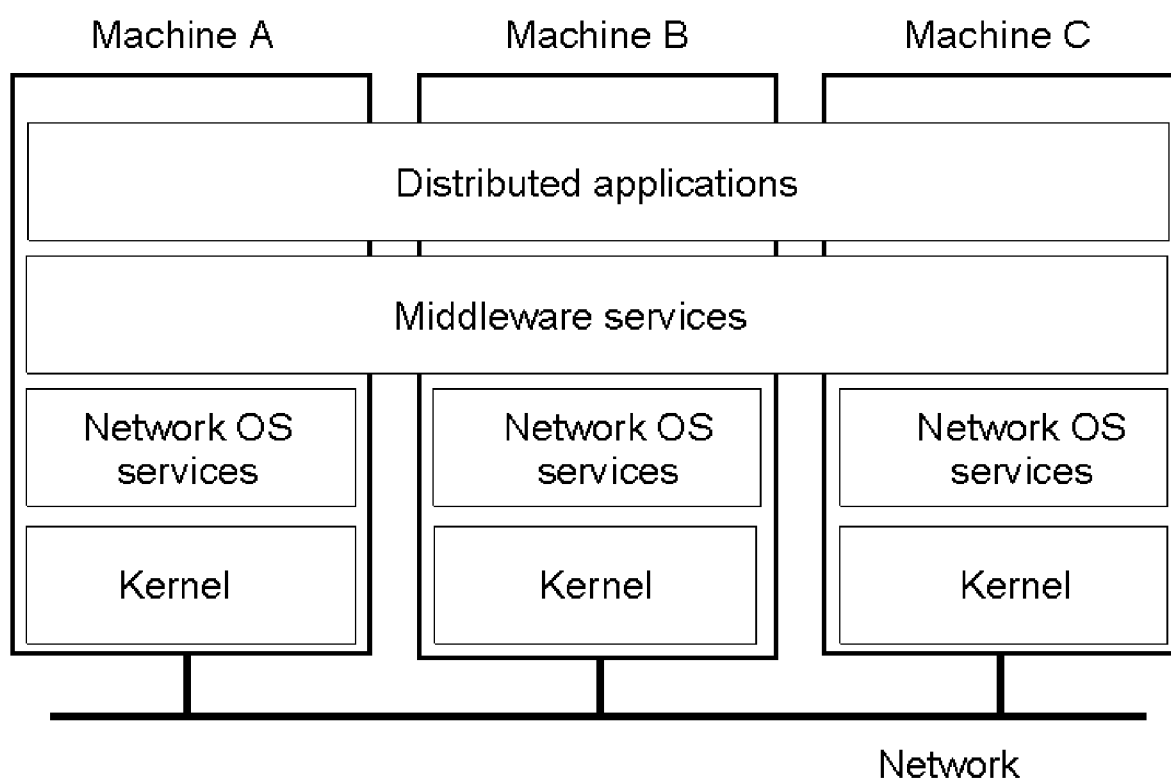 Machine A
Machine B
Machine C
Distributed applications
Middleware services
Network OS
services
Network OS
services
Network OS
services
Kernel
Kernel
Kernel
Network